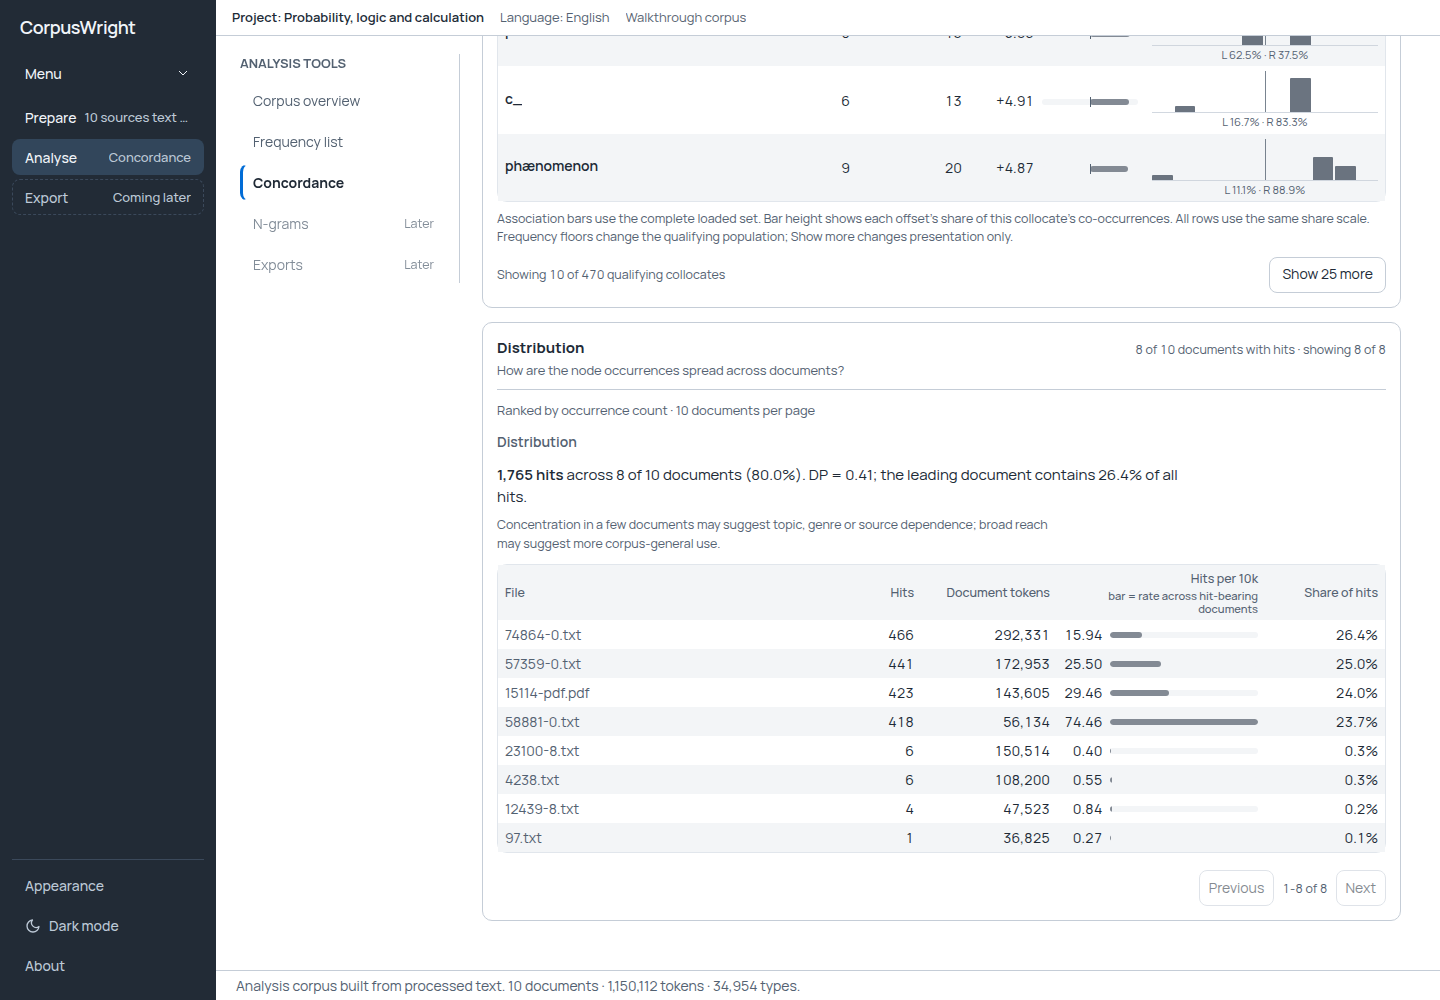 CorpusWright
Menu
Prepare 10 sources text ...
Analyse Concordance
Export Coming later
Appearance
Dark mode
About
Project: Probability, logic and calculation Language: English Walkthrough corpus
ANALYSIS TOOLS
Corpus overview
Frequency list
Concordance
N-grams Later
Exports Later
L 62.5% · R 37.5%
c_ 6 13 +4.91
L 16.7% · R 83.3%
phænomenon 9 20 +4.87
L 11.1% · R 88.9%
Association bars use the complete loaded set. Bar height shows each offset's share of this collocate's co-occurrences. All rows use the same share scale.
Frequency floors change the qualifying population; Show more changes presentation only.
Showing 10 of 470 qualifying collocates
Show 25 more
Distribution
8 of 10 documents with hits · showing 8 of 8
How are the node occurrences spread across documents?
Ranked by occurrence count · 10 documents per page
Distribution
1,765 hits across 8 of 10 documents (80.0%). DP = 0.41; the leading document contains 26.4% of all
hits.
Concentration in a few documents may suggest topic, genre or source dependence; broad reach
may suggest more corpus-general use.
File Hits Document tokens Hits per 10k Share of hits
bar = rate across hit-bearing
documents
74864-0.txt 466 292,331 15.94 26.4%
57359-0.txt 441 172,953 25.50 25.0%
15114-pdf.pdf 423 143,605 29.46 24.0%
58881-0.txt 418 56,134 74.46 23.7%
23100-8.txt 6 150,514 0.40 0.3%
4238.txt 6 108,200 0.55 0.3%
12439-8.txt 4 47,523 0.84 0.2%
97.txt 1 36,825 0.27 0.1%
Previous 1-8 of 8 Next
Analysis corpus built from processed text. 10 documents · 1,150,112 tokens · 34,954 types.